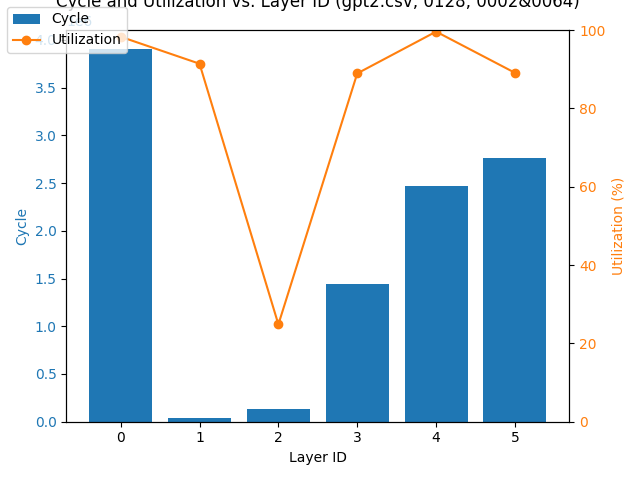 Cycle and Utilization vs. Layer ID (gpt2.csv, 0128, 0002&0064)
Cycle
Utilization
4.0
3.5
3.0
2.5
2.0
1.5
1.0
0.5
0.0
Cycle
100
80
60
40
20
0
Utilization (%)
0 1 2 3 4 5
Layer ID